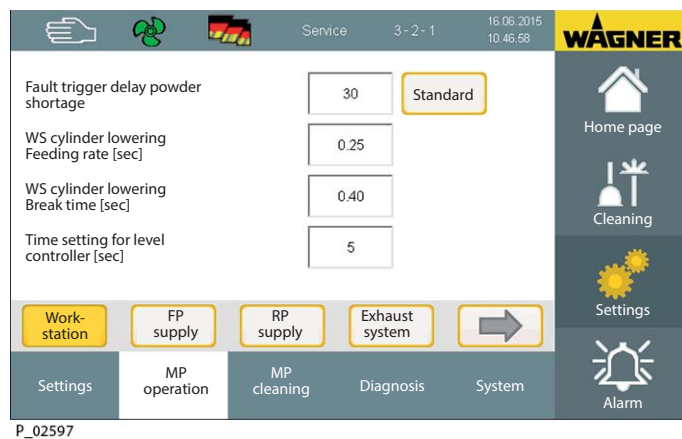 Service 3 - 2 - 1 16.06.2015
10.46.58
WAGNER
Fault trigger delay powder
shortage
30
Standard
WS cylinder lowering
Feeding rate [sec]
0.25
WS cylinder lowering
Break time [sec]
0.40
Time setting for level
controller [sec]
5
Home page
Cleaning
Settings
Alarm
Work-
station
FP
supply
RP
supply
Exhaust
system
Settings
MP
operation
MP
cleaning
Diagnosis
System
P_02597